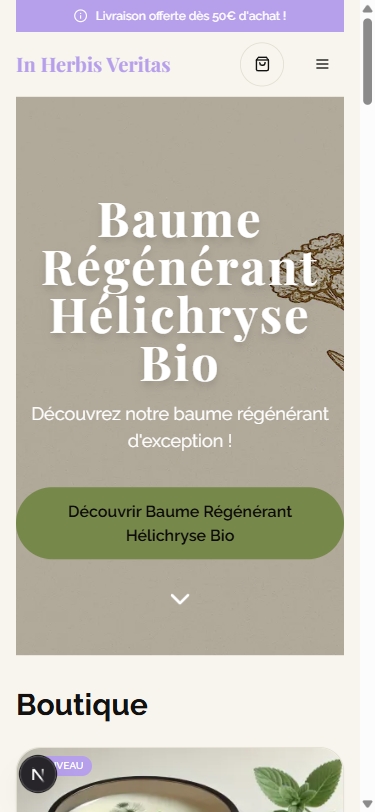 Livraison offerte dès 50€ d'achat !
In Herbis Veritas
Baume
Régénérant
Hélichryse
Bio
Découvrez notre baume régénérant
d'exception !
Découvrir Baume Régénérant
Hélichryse Bio
Boutique
VEAU
N